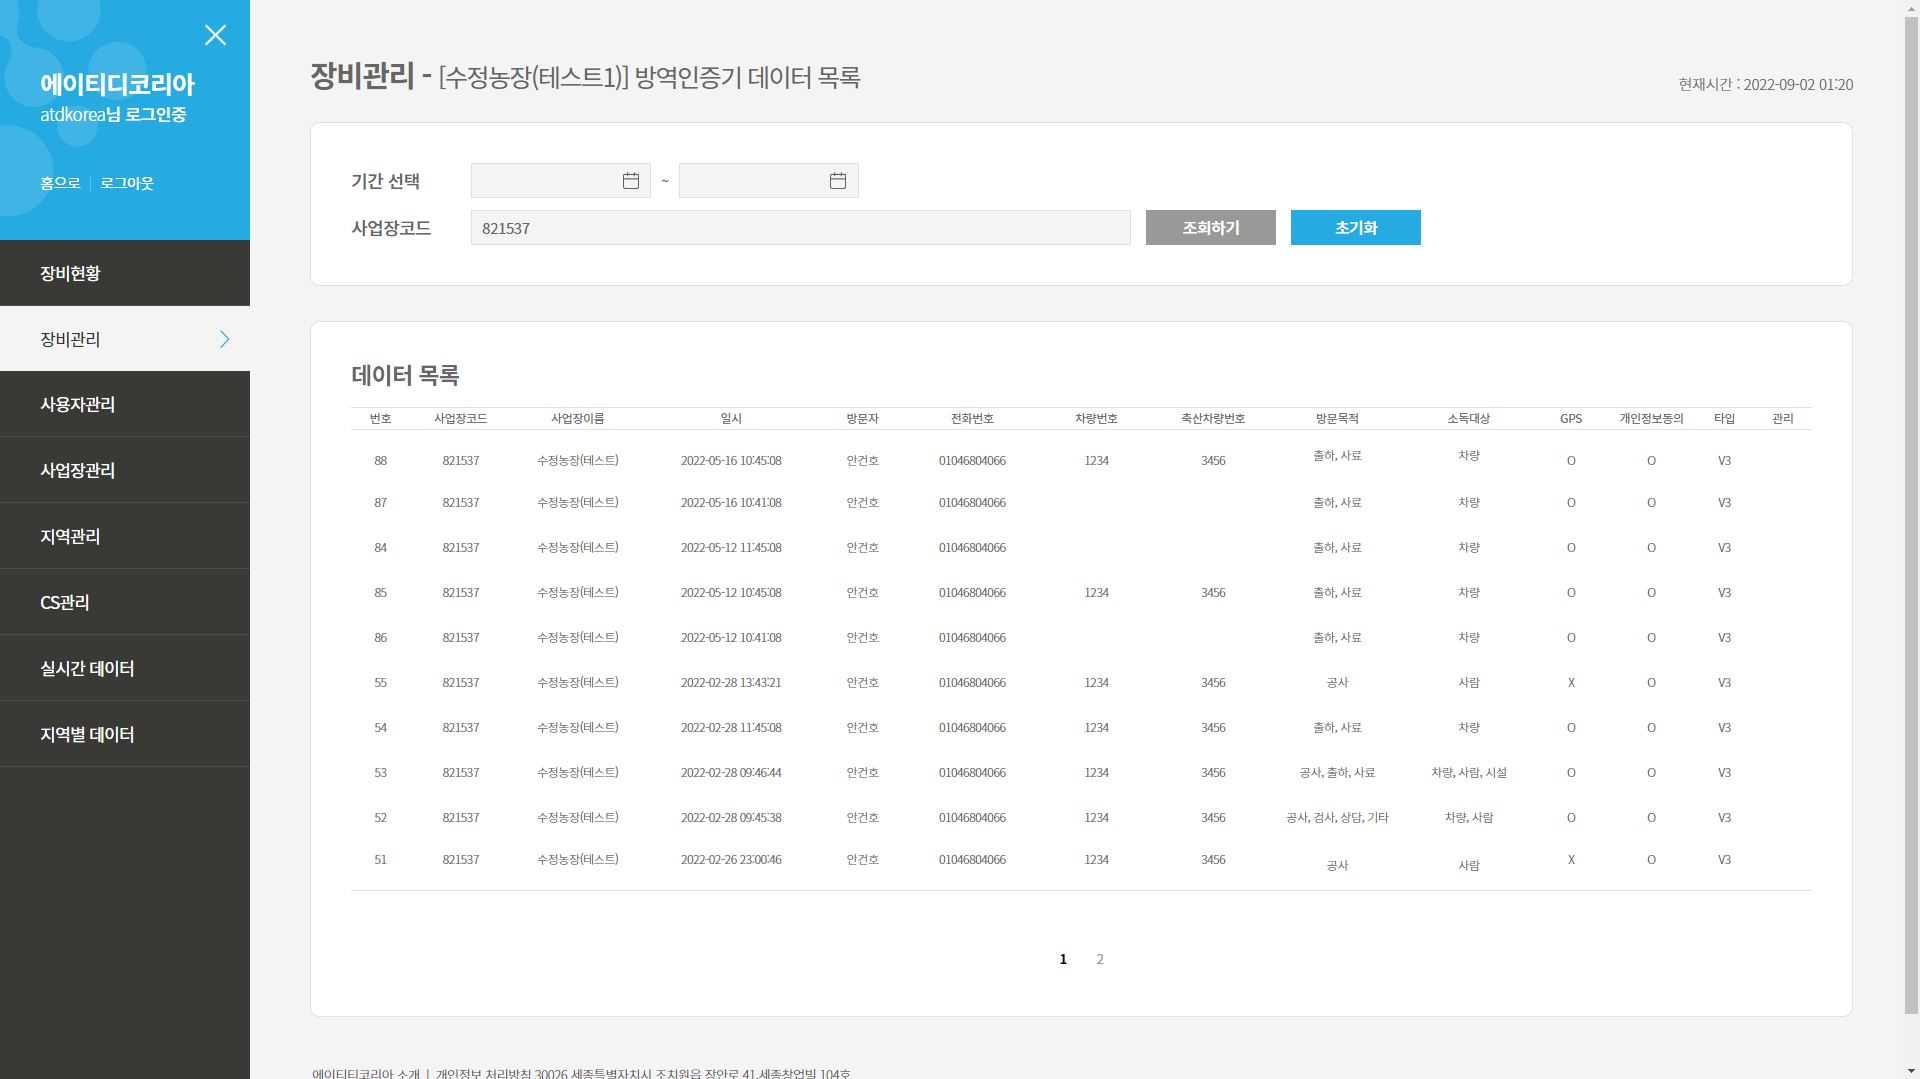 에이티디코리아
atdkorea님 로그인중
홈으로 | 로그아웃
장비현황
장비관리
사용자관리
사업장관리
지역관리
CS관리
실시간 데이터
지역별 데이터
장비관리 - [수정농장(테스트1)] 방역인증기 데이터 목록
현재시간 : 2022-09-02 01:20
기간 선택 ~
사업장코드 821537 조회하기 초기화
데이터 목록
번호 사업장코드 사업장이름 일시 방문자 전화번호 차량번호 축산차량번호 방문목적 소독대상 GPS 개인정보동의 타입 관리
88 821537 수정농장(테스트) 2022-05-16 10:45:08 안건호 01046804066 1234 3456 출하, 사료 차량 O O V3
87 821537 수정농장(테스트) 2022-05-16 10:41:08 안건호 01046804066 출하, 사료 차량 O O V3
84 821537 수정농장(테스트) 2022-05-12 11:45:08 안건호 01046804066 출하, 사료 차량 O O V3
85 821537 수정농장(테스트) 2022-05-12 10:45:08 안건호 01046804066 1234 3456 출하, 사료 차량 O O V3
86 821537 수정농장(테스트) 2022-05-12 10:41:08 안건호 01046804066 출하, 사료 차량 O O V3
55 821537 수정농장(테스트) 2022-02-28 13:43:21 안건호 01046804066 1234 3456 공사 사람 X O V3
54 821537 수정농장(테스트) 2022-02-28 11:45:08 안건호 01046804066 1234 3456 출하, 사료 차량 O O V3
53 821537 수정농장(테스트) 2022-02-28 09:46:44 안건호 01046804066 1234 3456 공사, 출하, 사료 차량, 사람, 시설 O O V3
52 821537 수정농장(테스트) 2022-02-28 09:45:38 안건호 01046804066 1234 3456 공사, 검사, 상담, 기타 차량, 사람 O O V3
51 821537 수정농장(테스트) 2022-02-26 23:00:46 안건호 01046804066 1234 3456 공사 사람 X O V3
1 2
에이티티코리아 소개 | 개인정보 처리방침 30026 세종특별자치시 조치원읍 장안로 41,세종창업빌 104호